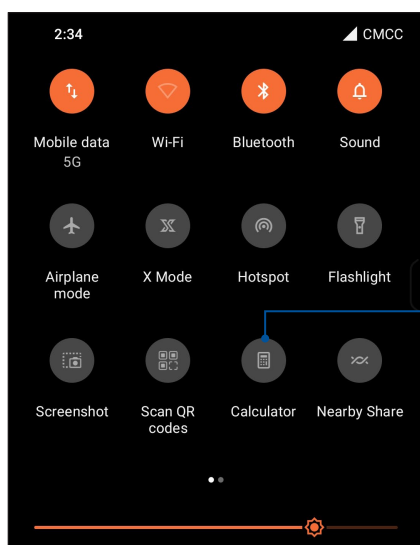 2:34 CMCC
Mobile data Wi-Fi Bluetooth Sound
5G
Airplane mode X Mode Hotspot Flashlight
Screenshot Scan QR codes Calculator Nearby Share